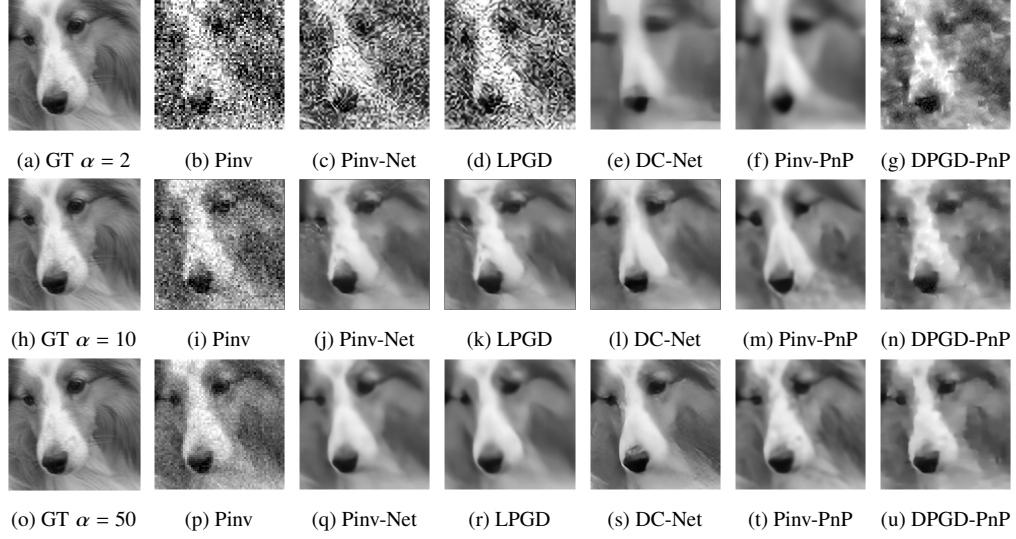 (a) GT α = 2 (b) Pinv (c) Pinv-Net (d) LPGD (e) DC-Net (f) Pinv-PnP (g) DPGD-PnP
(h) GT α = 10 (i) Pinv (j) Pinv-Net (k) LPGD (l) DC-Net (m) Pinv-PnP (n) DPGD-PnP
(o) GT α = 50 (p) Pinv (q) Pinv-Net (r) LPGD (s) DC-Net (t) Pinv-PnP (u) DPGD-PnP